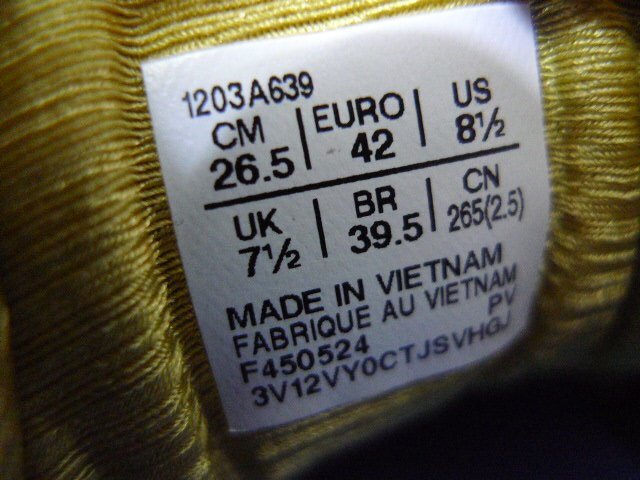 1203A639
CM EURO US
26.5 42 8½
UK BR CN
7½ 39.5 265(2.5)
MADE IN VIETNAM
FABRIQUE AU VIETNAM
F450524 PV
3V12VY0CTJSVHGJ